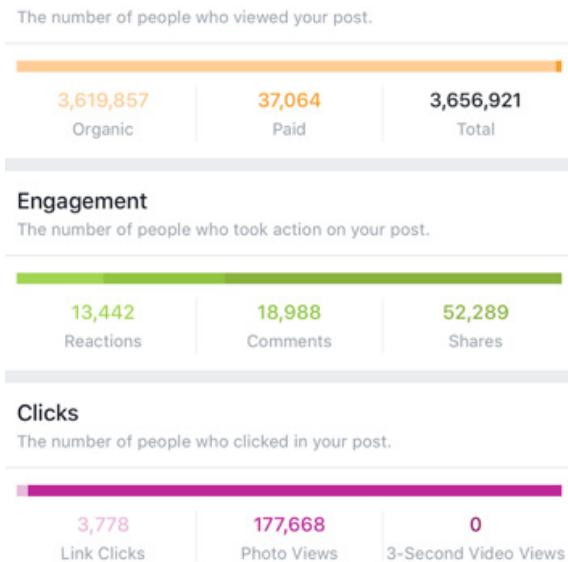 The number of people who viewed your post.
3,619,857 37,064 3,656,921
Organic Paid Total
Engagement
The number of people who took action on your post.
13,442 18,988 52,289
Reactions Comments Shares
Clicks
The number of people who clicked in your post.
3,778 177,668 0
Link Clicks Photo Views 3-Second Video Views